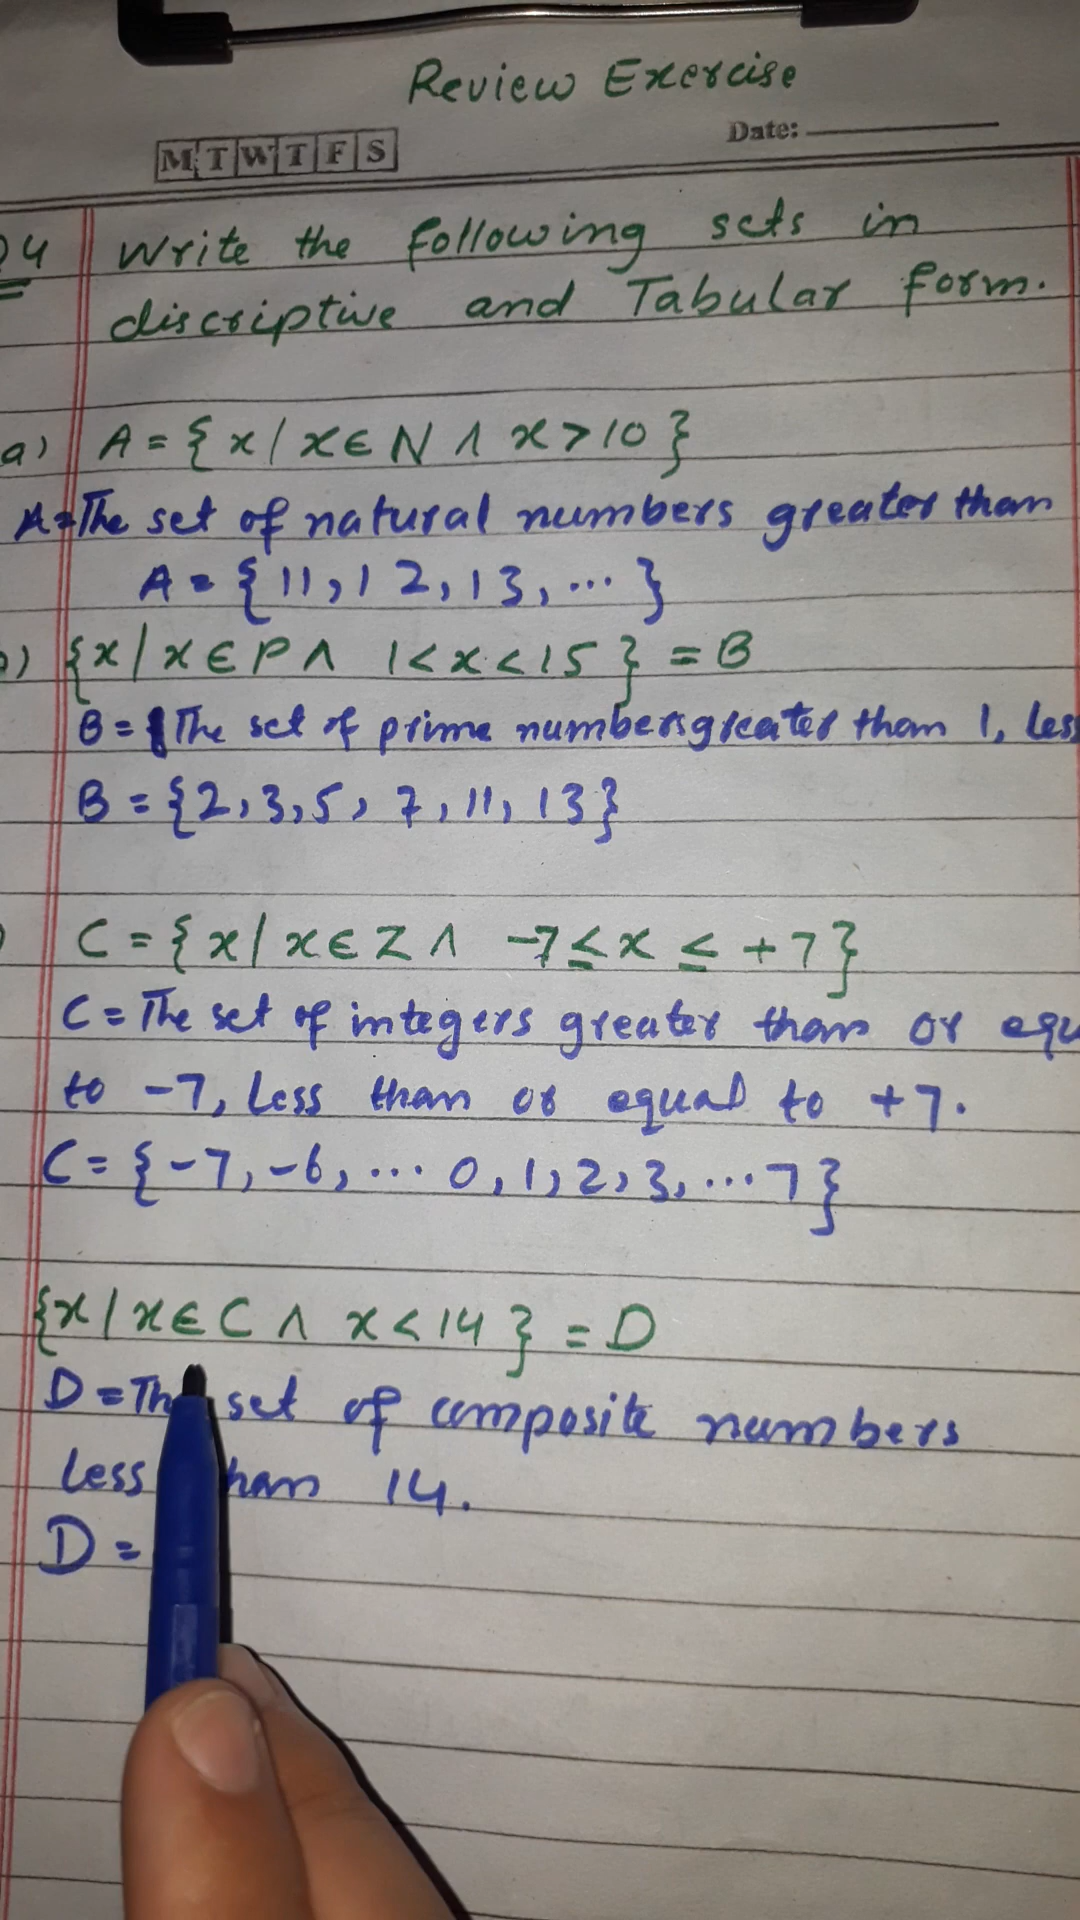 Review Exercise
Date:
M T W T F S
Q4 Write the following sets in
discriptive and Tabular form.
a) A = { x / x ∈ N ∧ x > 10 }
A = The set of natural numbers greater than
A = { 11, 12, 13, ... }
) { x / x ∈ P ∧ 1 < x < 15 } = B
B = The set of prime numbers greater than 1, les
B = { 2, 3, 5, 7, 11, 13 }
C = { x / x ∈ Z ∧ -7 ≤ x ≤ +7 }
C = The set of integers greater than or equ
to -7, Less than or equal to +7.
C = { -7, -6, ... 0, 1, 2, 3, ... 7 }
{ x / x ∈ C ∧ x < 14 } = D
D = Th set of composite numbers
less han 14.
D =